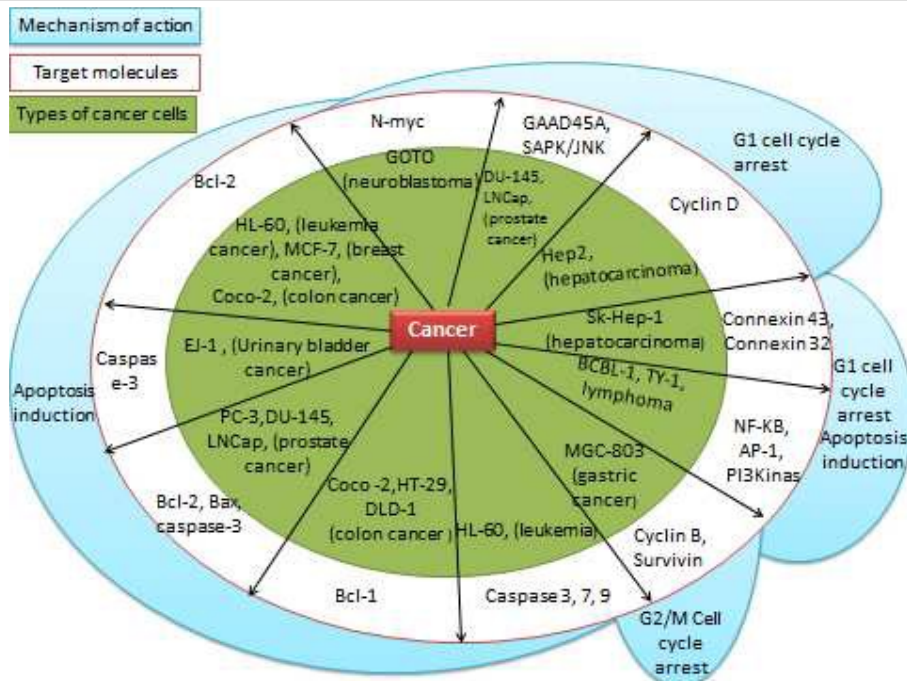 Mechanism of action
Target molecules
Types of cancer cells
N-myc
GAAD45A,
SAPK/JNK
G1 cell cycle
arrest
Bcl-2
GOTO
(neuroblastoma)
DU-145,
LNCap,
(prostate
cancer)
Cyclin D
HL-60, (leukemia
cancer), MCF-7, (breast
cancer),
Coco-2, (colon cancer)
Hep2,
(hepatocarcinoma)
Cancer
Sk-Hep-1
(hepatocarcinoma)
Connexin 43,
Connexin 32
EJ-1 , (Urinary bladder
cancer)
Caspas
e-3
BCBL-1, TY-1,
lymphoma
G1 cell
cycle
arrest
Apoptosis
induction
Apoptosis
induction
PC-3,DU-145,
LNCap, (prostate
cancer)
NF-KB,
AP-1,
PI3Kinas
MGC-803
(gastric
cancer)
Bcl-2, Bax,
caspase-3
Coco -2,HT-29,
DLD-1
(colon cancer)
HL-60, (leukemia)
Cyclin B,
Survivin
Bcl-1
Caspase 3, 7, 9
G2/M Cell
cycle
arrest